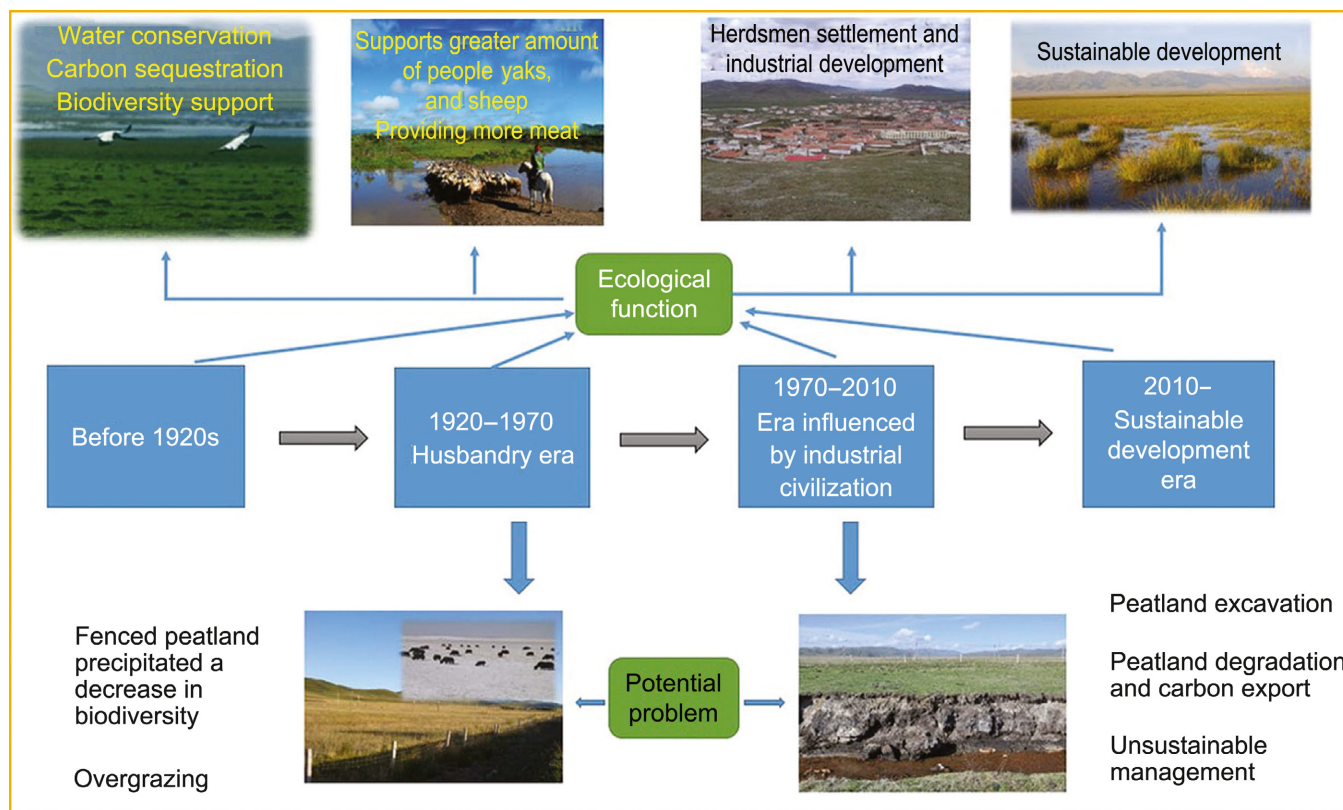 Water conservation
Carbon sequestration
Biodiversity support
Supports greater amount
of people yaks,
and sheep
Providing more meat
Herdsmen settlement and
industrial development
Sustainable development
Ecological
function
Before 1920s
1920–1970
Husbandry era
1970–2010
Era influenced
by industrial
civilization
2010–
Sustainable
development
era
Fenced peatland
precipitated a
decrease in
biodiversity
Overgrazing
Potential
problem
Peatland excavation
Peatland degradation
and carbon export
Unsustainable
management